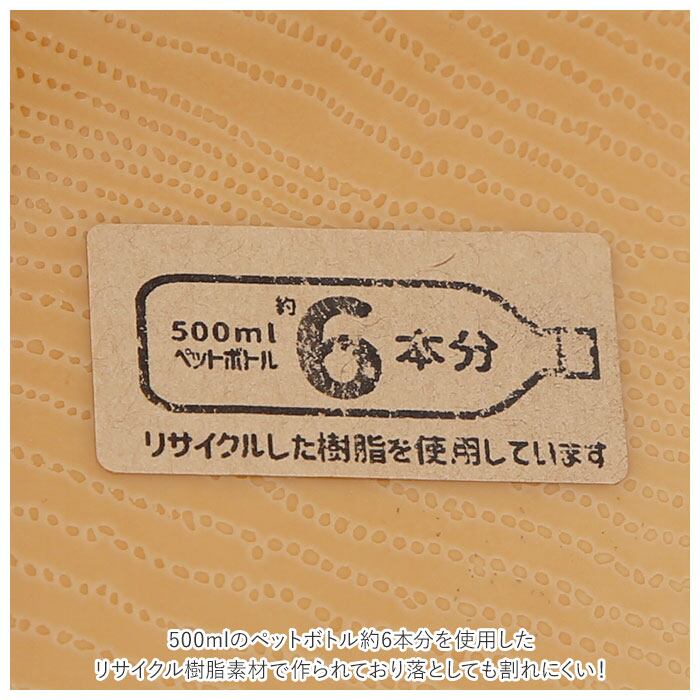 500ml
ペットボトル
約
6本分
リサイクルした樹脂を使用しています
500mlのペットボトル約6本分を使用した
リサイクル樹脂素材で作られており落としても割れにくい！